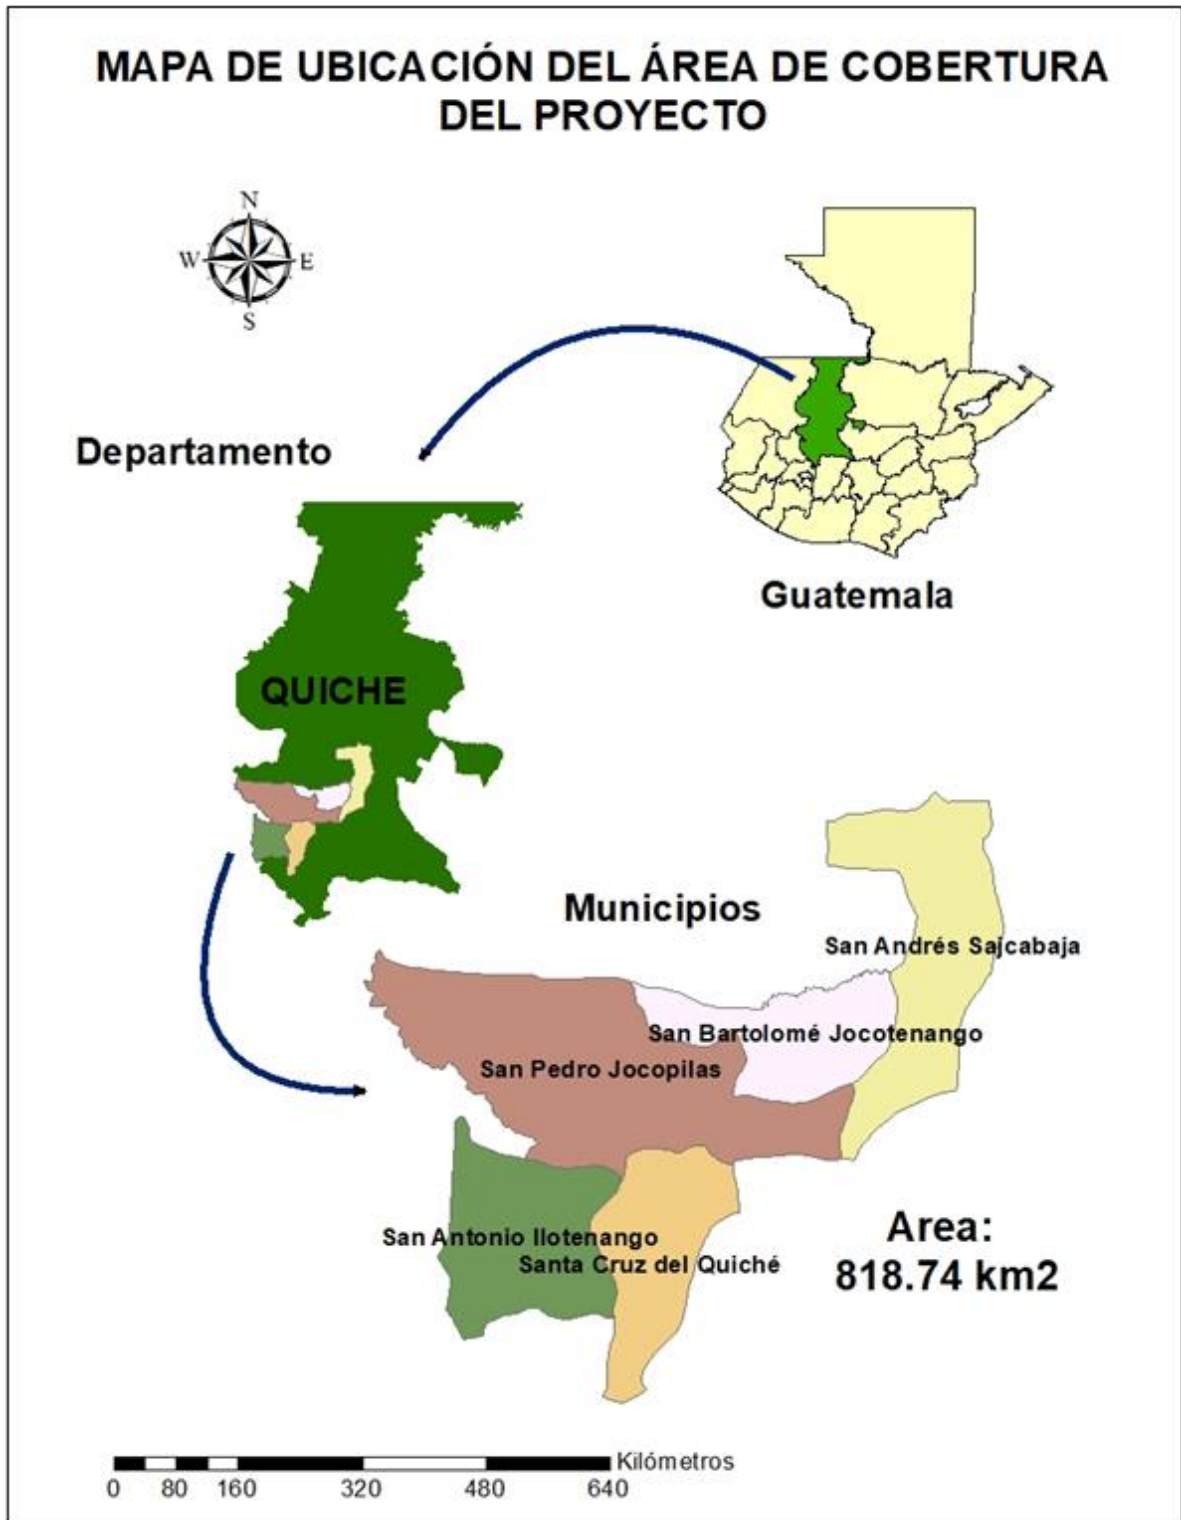 MAPA DE UBICACIÓN DEL ÁREA DE COBERTURA
DEL PROYECTO
N
W E
S
Departamento
Guatemala
QUICHE
Municipios
San Andrés Sajcabaja
San Bartolomé Jocotenango
San Pedro Jocopilas
San Antonio Ilotenango
Santa Cruz del Quiché
Area:
818.74 km2
Kilómetros
0 80 160 320 480 640